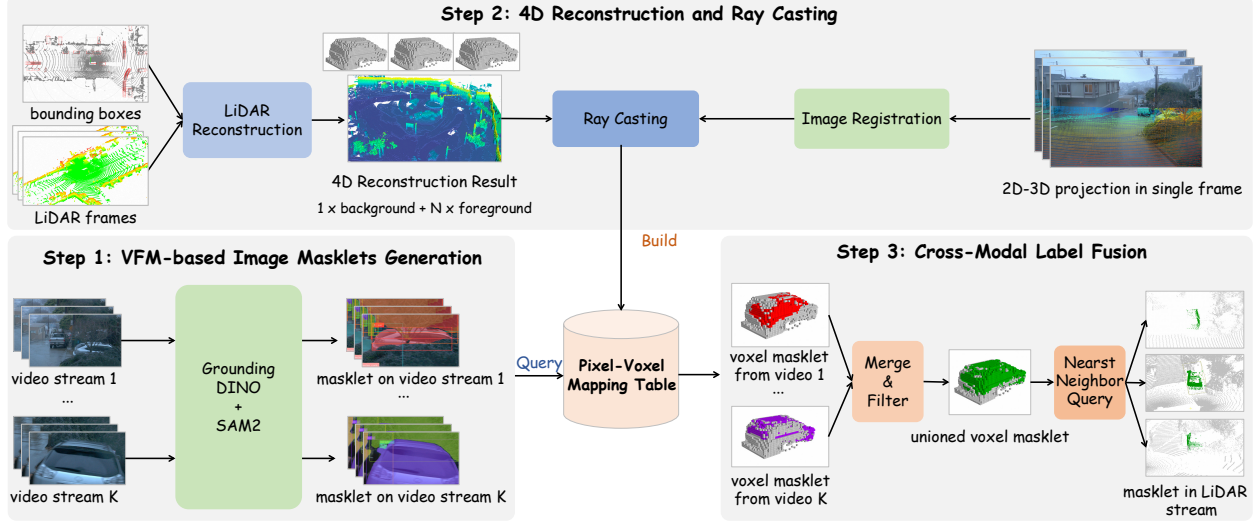 Step 2: 4D Reconstruction and Ray Casting
bounding boxes
LiDAR frames
LiDAR
Reconstruction
4D Reconstruction Result
1 x background + N x foreground
Ray Casting
Image Registration
2D-3D projection in single frame
Build
Step 1: VFM-based Image Masklets Generation
video stream 1
...
video stream K
Grounding
DINO
+
SAM2
masklet on video stream 1
...
masklet on video stream K
Query
Pixel-Voxel
Mapping Table
Step 3: Cross-Modal Label Fusion
voxel masklet
from video 1
...
voxel masklet
from video K
Merge
&
Filter
unioned voxel masklet
Nearst
Neighbor
Query
masklet in LiDAR
stream